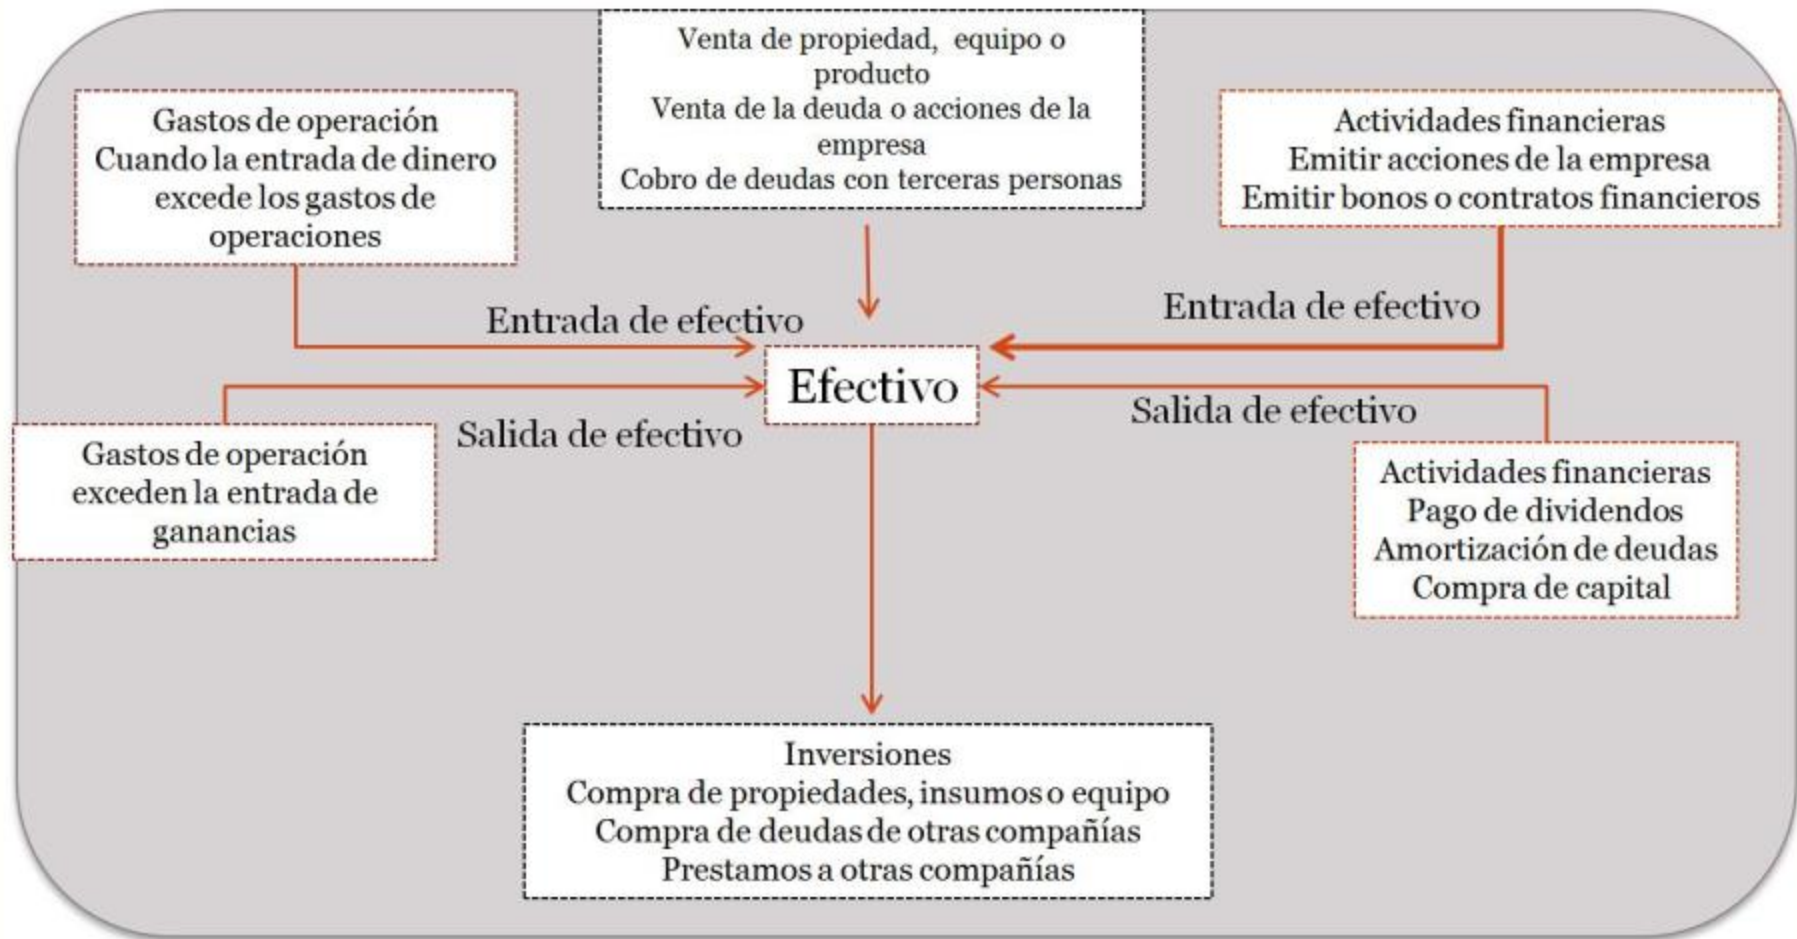 Venta de propiedad, equipo o
producto
Venta de la deuda o acciones de la
empresa
Cobro de deudas con terceras personas
Gastos de operación
Cuando la entrada de dinero
excede los gastos de
operaciones
Actividades financieras
Emitir acciones de la empresa
Emitir bonos o contratos financieros
Entrada de efectivo
Entrada de efectivo
Efectivo
Salida de efectivo
Salida de efectivo
Gastos de operación
exceden la entrada de
ganancias
Actividades financieras
Pago de dividendos
Amortización de deudas
Compra de capital
Inversiones
Compra de propiedades, insumos o equipo
Compra de deudas de otras compañías
Prestamos a otras compañías